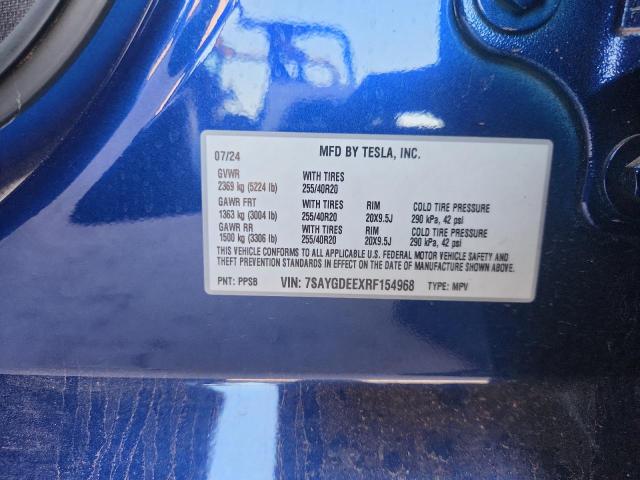 07/24 MFD BY TESLA, INC.
GVWR WITH TIRES
2369 kg (5224 lb) 255/40R20
GAWR FRT WITH TIRES RIM COLD TIRE PRESSURE
1363 kg (3004 lb) 255/40R20 20X9.5J 290 kPa, 42 psi
GAWR RR WITH TIRES RIM COLD TIRE PRESSURE
1500 kg (3306 lb) 255/40R20 20X9.5J 290 kPa, 42 psi
THIS VEHICLE CONFORMS TO ALL APPLICABLE U.S. FEDERAL MOTOR VEHICLE SAFETY AND
THEFT PREVENTION STANDARDS IN EFFECT ON THE DATE OF MANUFACTURE SHOWN ABOVE.
PNT: PPSB VIN: 7SAYGDEEXRF154968 TYPE: MPV